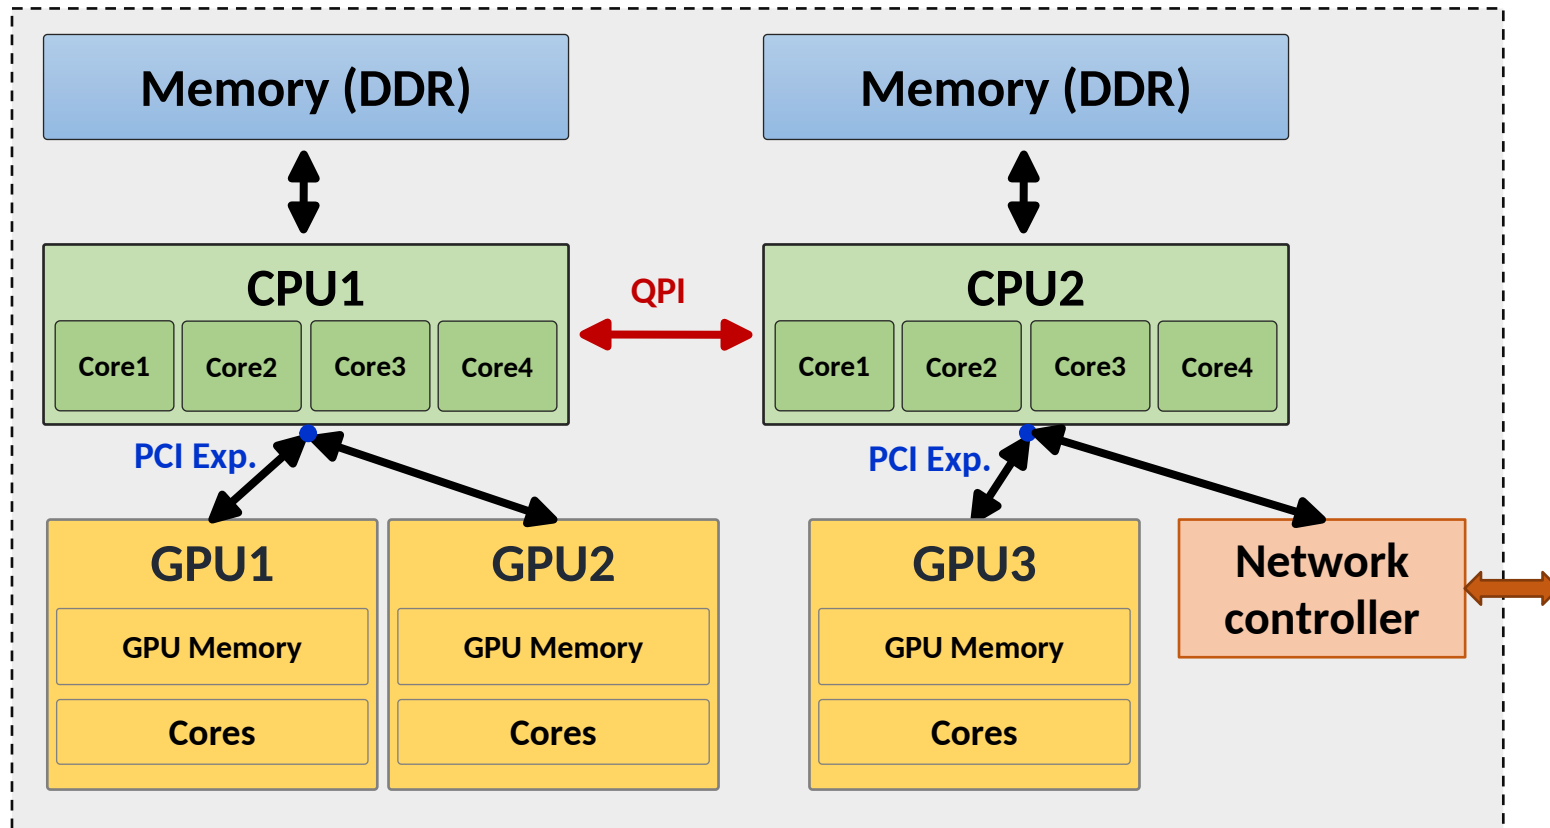 Memory (DDR)
Memory (DDR)
CPU1
Core1
Core2
Core3
Core4
QPI
CPU2
Core1
Core2
Core3
Core4
PCI Exp.
PCI Exp.
GPU1
GPU Memory
Cores
GPU2
GPU Memory
Cores
GPU3
GPU Memory
Cores
Network
controller